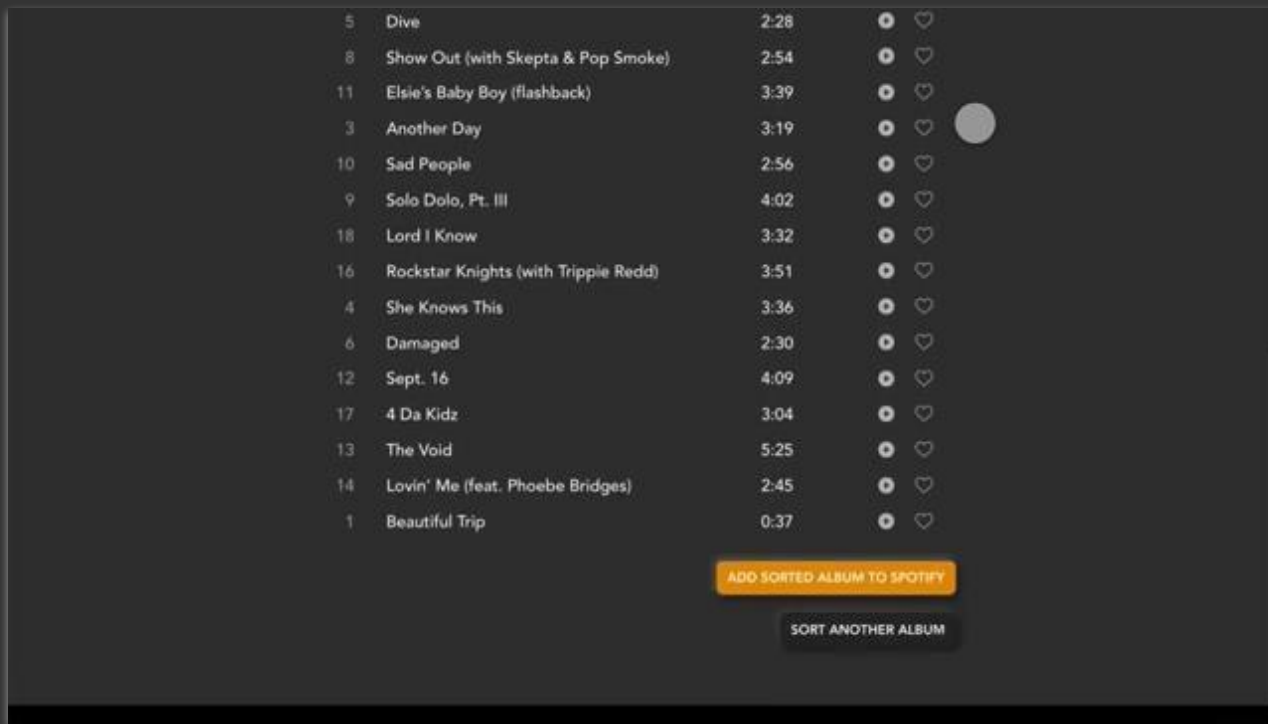 5 Dive 2:28
8 Show Out (with Skepta & Pop Smoke) 2:54
11 Elsie's Baby Boy (flashback) 3:39
3 Another Day 3:19
10 Sad People 2:56
9 Solo Dolo, Pt. III 4:02
18 Lord I Know 3:32
16 Rockstar Knights (with Trippie Redd) 3:51
4 She Knows This 3:36
6 Damaged 2:30
12 Sept. 16 4:09
17 4 Da Kidz 3:04
13 The Void 5:25
14 Lovin' Me (feat. Phoebe Bridges) 2:45
1 Beautiful Trip 0:37
ADD SORTED ALBUM TO SPOTIFY
SORT ANOTHER ALBUM